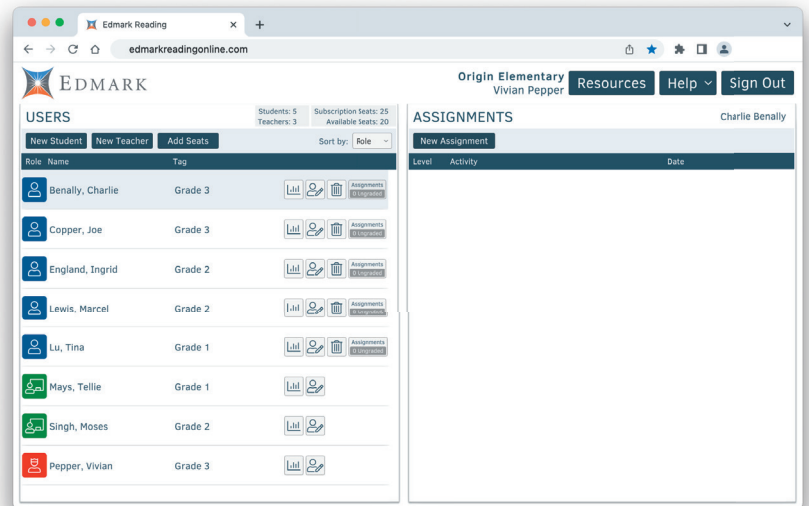 Edmark Reading
edmarkreadingonline.com
EDMARK
Origin Elementary
Vivian Pepper
Resources
Help
Sign Out
USERS
Students: 5 Subscription Seats: 25
Teachers: 3 Available Seats: 20
New Student New Teacher Add Seats Sort by: Role
Role Name Tag
Benally, Charlie Grade 3 Assignments
0 Ungraded
Copper, Joe Grade 3 Assignments
0 Ungraded
England, Ingrid Grade 2 Assignments
0 Ungraded
Lewis, Marcel Grade 2 Assignments
0 Ungraded
Lu, Tina Grade 1 Assignments
0 Ungraded
Mays, Tellie Grade 1
Singh, Moses Grade 2
Pepper, Vivian Grade 3
ASSIGNMENTS Charlie Benally
New Assignment
Level Activity Date